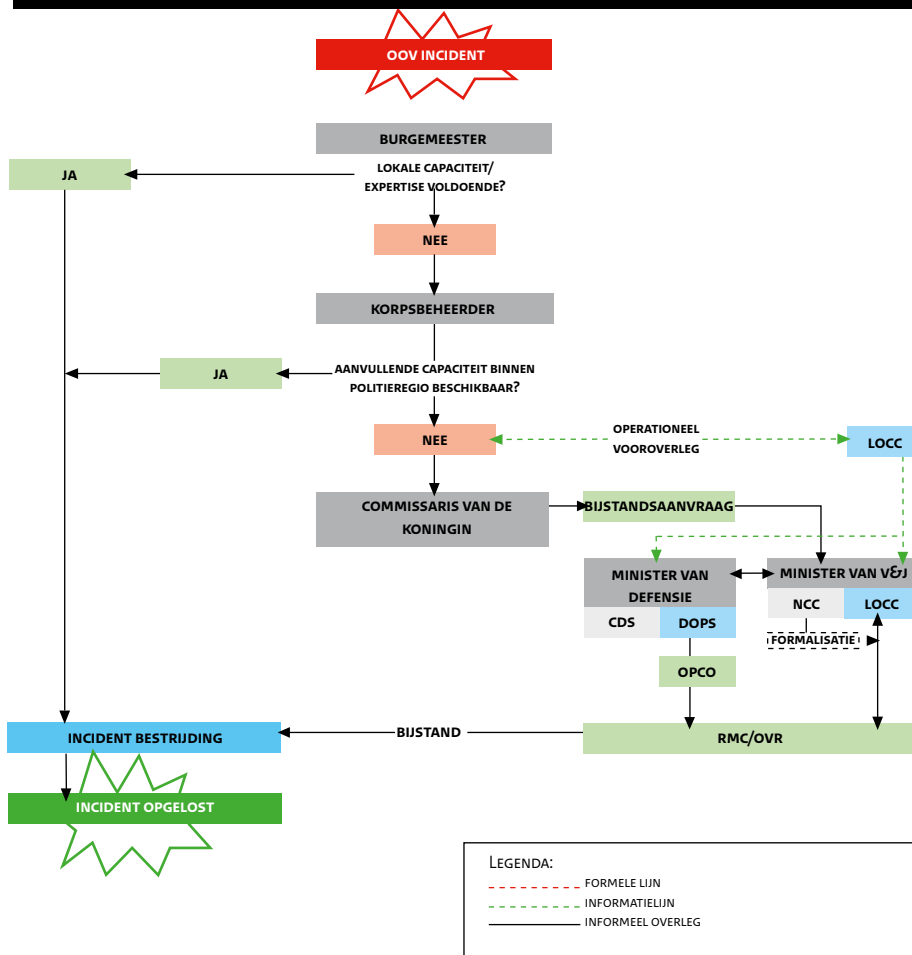 OOV INCIDENT
BURGEMEESTER
LOKALE CAPACITEIT/
EXPERTISE VOLDOENDE?
JA
NEE
KORPSBEHEERDER
AANVULLENDE CAPACITEIT BINNEN
POLITIEREGIO BESCHIKBAAR?
JA
NEE
OPERATIONEEL
VOOROVERLEG
LOCC
COMMISSARIS VAN DE
KONINGIN
BIJSTANDSAANVRAAG
MINISTER VAN
DEFENSIE
CDS
DOPS
MINISTER VAN V&J
NCC
LOCC
FORMALISATIE
OPCO
RMC/OVR
BIJSTAND
INCIDENT BESTRIJDING
INCIDENT OPGELOST
LEGENDA:
FORMELE LIJN
INFORMATIELIJN
INFORMEEL OVERLEG